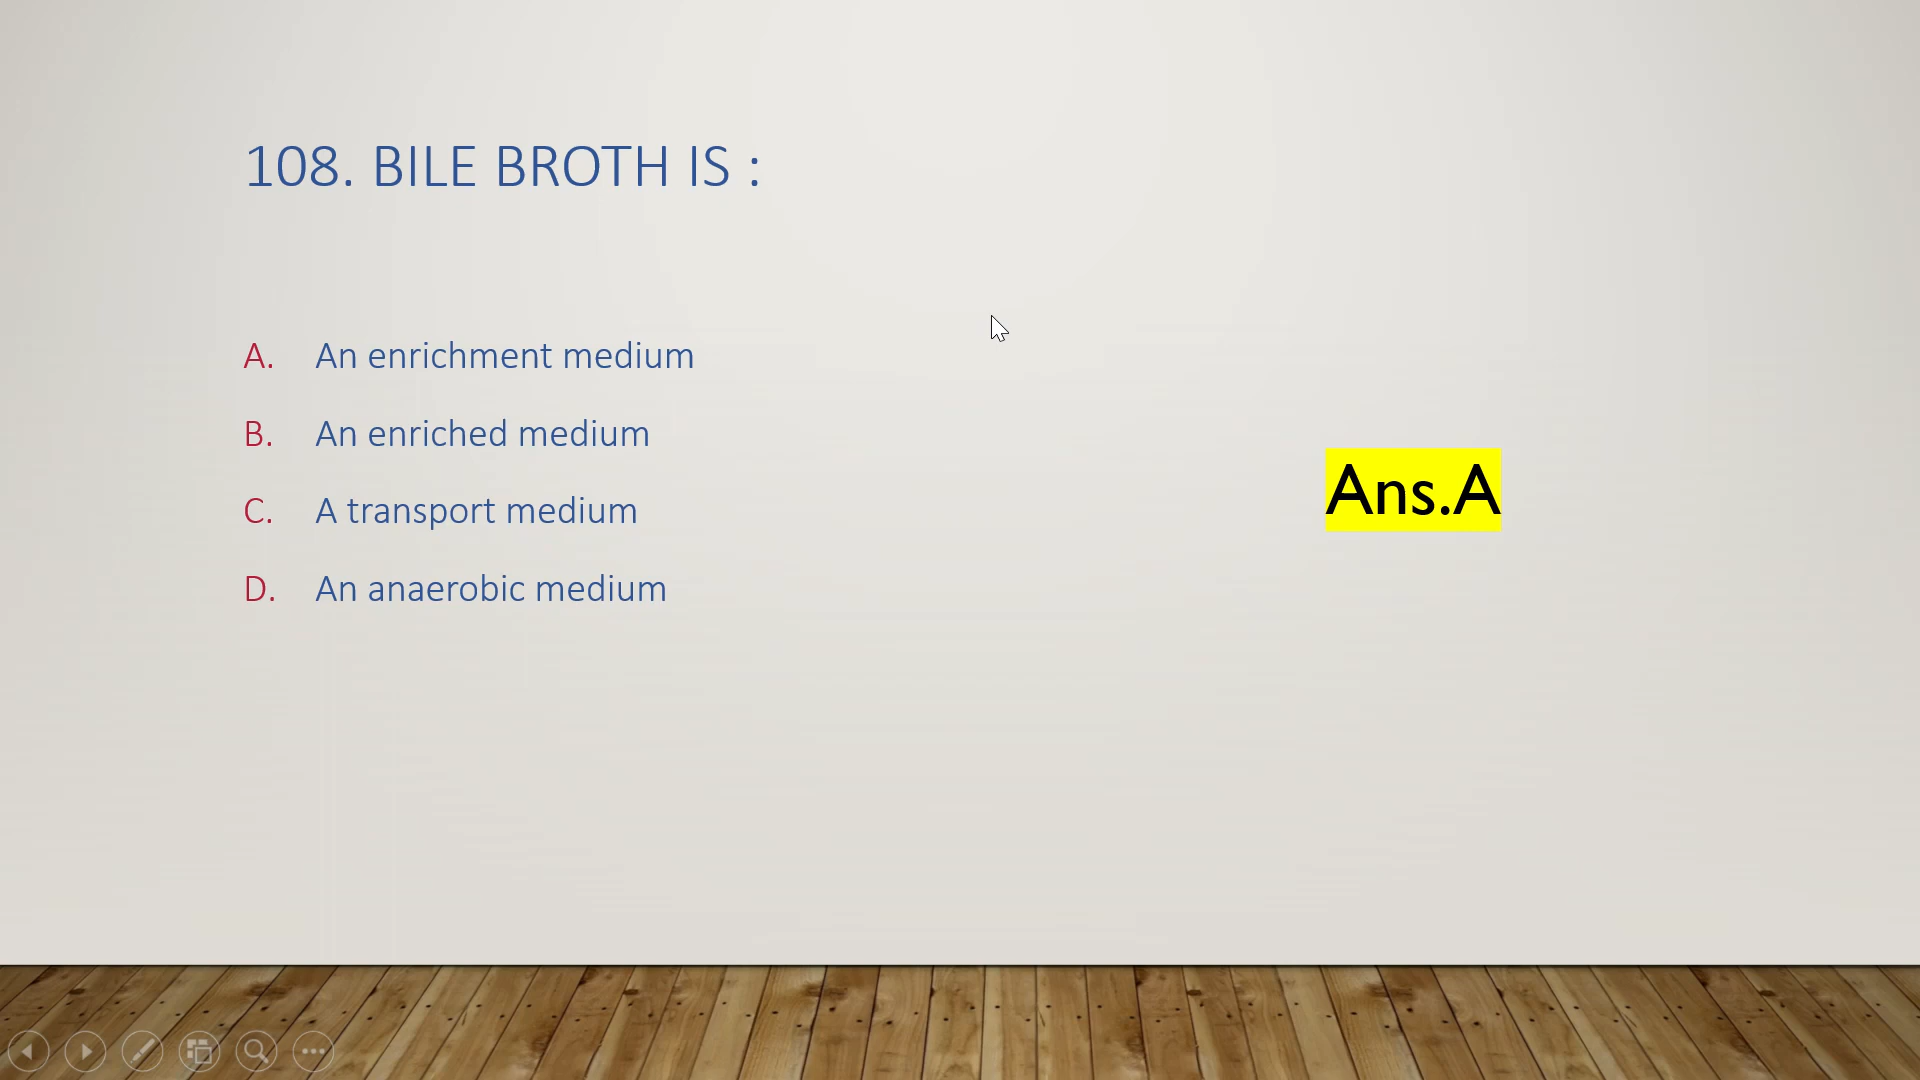 108. BILE BROTH IS :
A. An enrichment medium
B. An enriched medium
C. A transport medium
D. An anaerobic medium
Ans.A